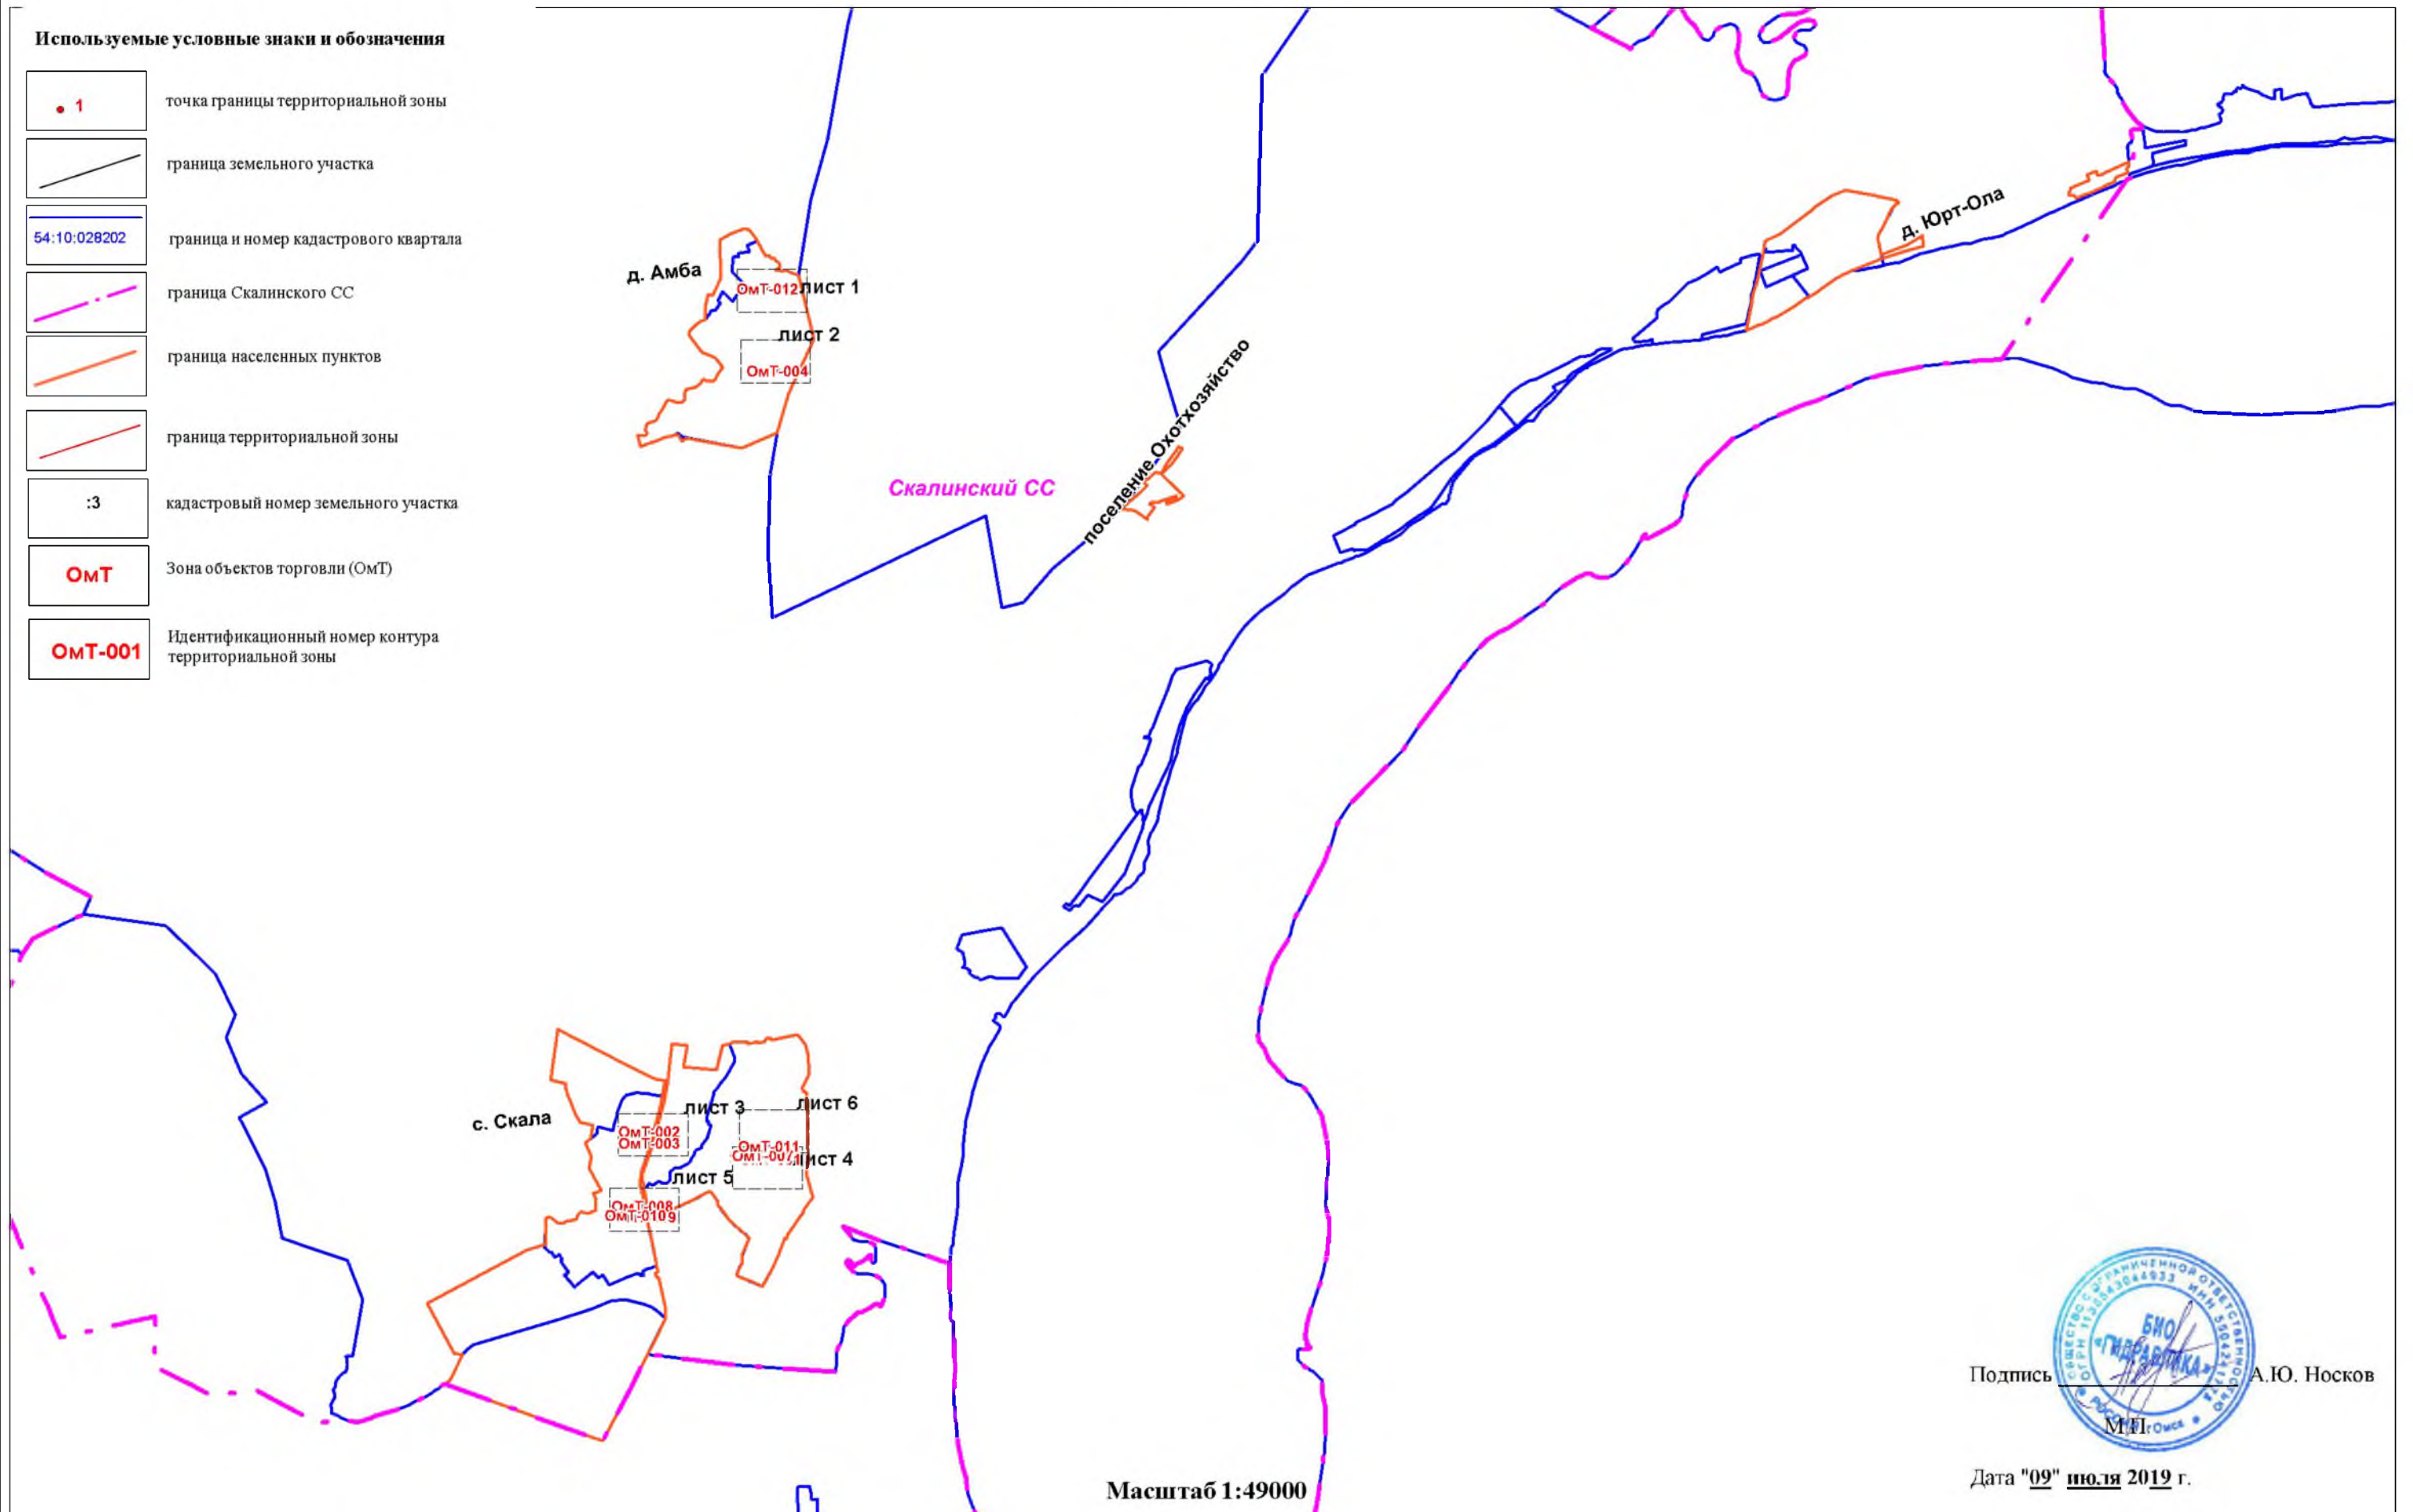 Используемые условные знаки и обозначения
1
точка границы территориальной зоны
граница земельного участка
54:10:028202
граница и номер кадастрового квартала
граница Скалинского СС
граница населенных пунктов
граница территориальной зоны
:3
кадастровый номер земельного участка
ОмТ
Зона объектов торговли (ОмТ)
ОмТ-001
Идентификационный номер контура
территориальной зоны
д. Амба
ОмТ-012
лист 1
лист 2
ОмТ-004
Скалинский СС
поселение Охотхозяйство
д. Юрт-Ола
с. Скала
лист 3
ОмТ-002
ОмТ-003
лист 6
ОмТ-011
лист 4
лист 5
ОмТ-008
ОмТ-010
Масштаб 1:49000
БИО
«ГИДРАВЛИКА»
Подпись
А.Ю. Носков
М.П.
Дата "09" июля 2019 г.